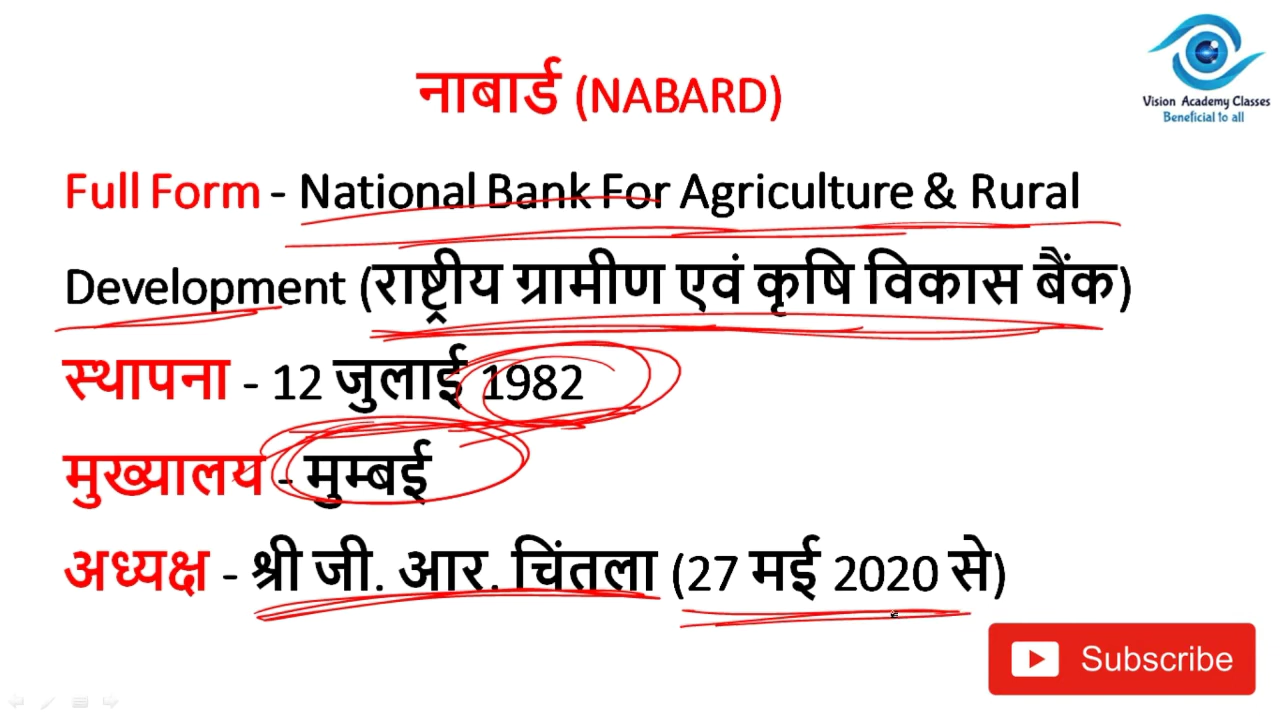 नाबार्ड (NABARD)
Vision Academy Classes
Beneficial to all
Full Form - National Bank For Agriculture & Rural
Development (राष्ट्रीय ग्रामीण एवं कृषि विकास बैंक)
स्थापना - 12 जुलाई 1982
मुख्यालय - मुम्बई
अध्यक्ष - श्री जी. आर. चिंतला (27 मई 2020 से)
Subscribe